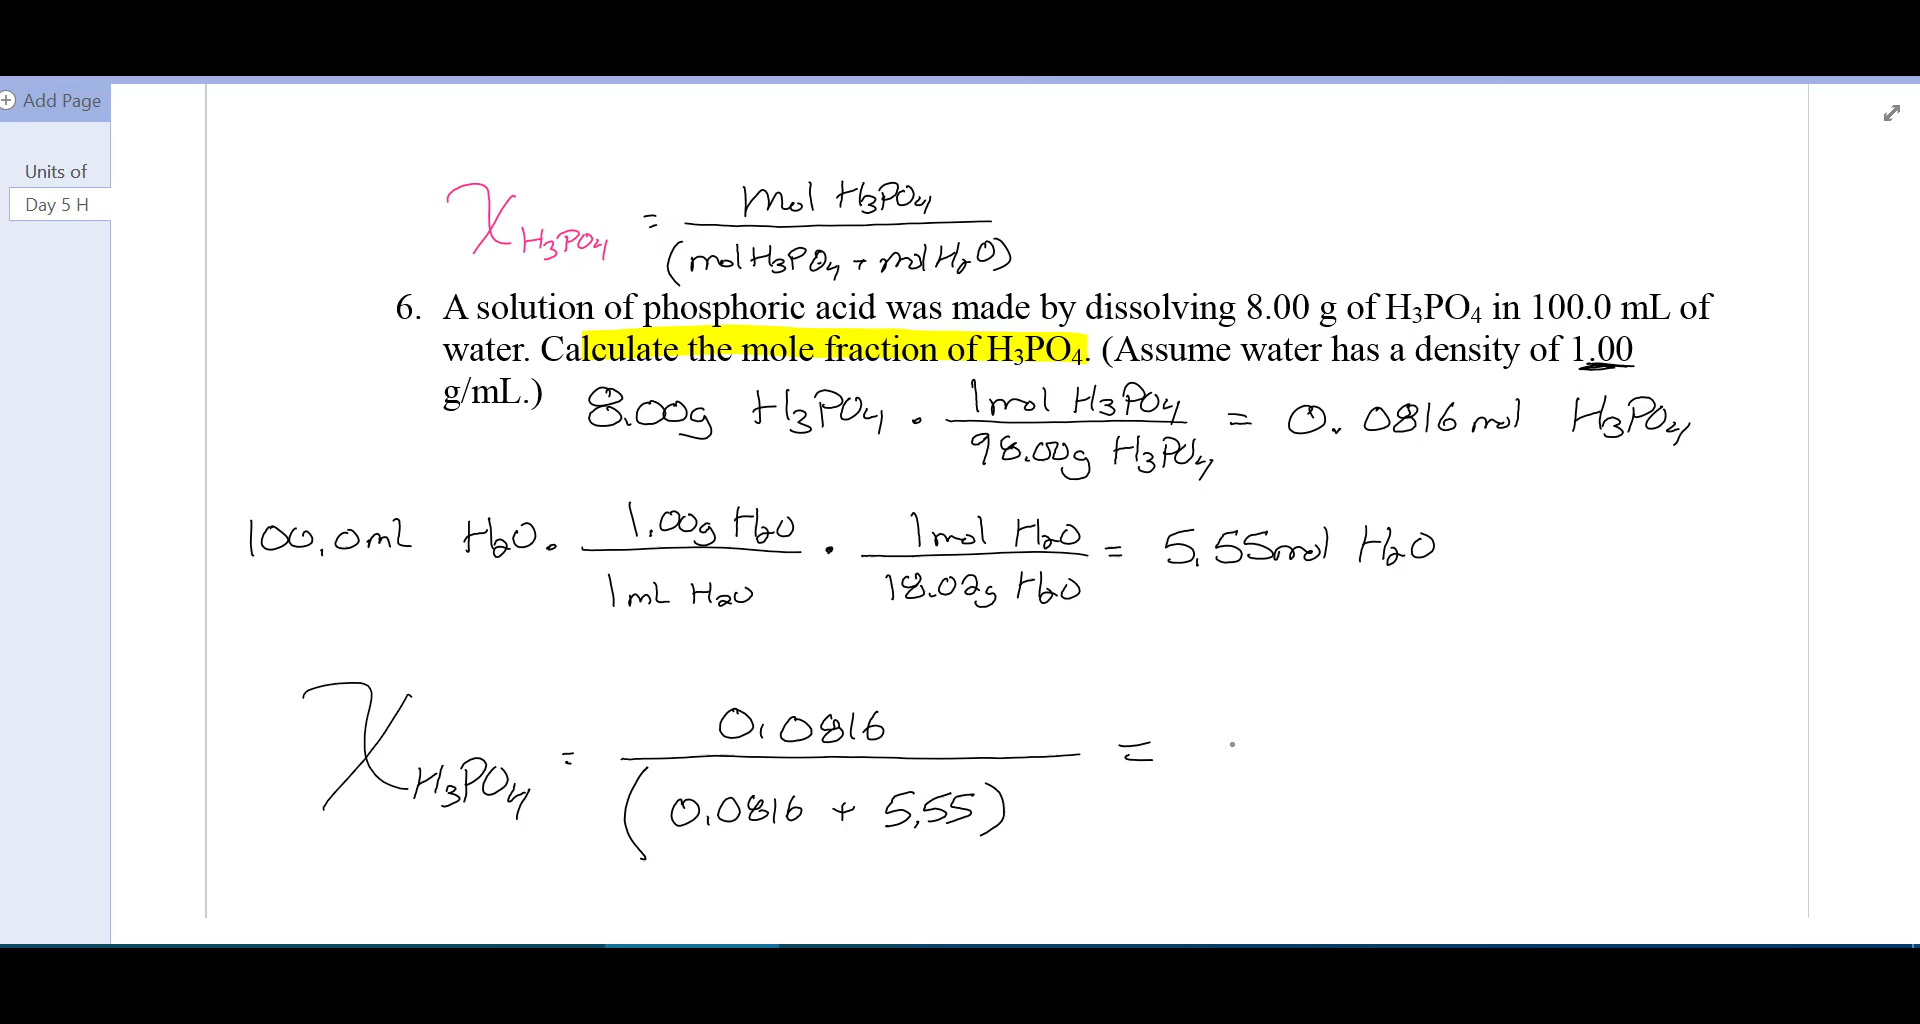 Add Page
Units of
Day 5 H
χH₃PO₄ = mol H₃PO₄
(mol H₃PO₄ + mol H₂O)
6. A solution of phosphoric acid was made by dissolving 8.00 g of H₃PO₄ in 100.0 mL of
water. Calculate the mole fraction of H₃PO₄. (Assume water has a density of 1.00
g/mL.)
8.00g H₃PO₄ · 1 mol H₃PO₄ = 0.0816 mol H₃PO₄
98.00g H₃PO₄
100.0mL H₂O · 1.00g H₂O · 1 mol H₂O = 5.55 mol H₂O
1 mL H₂O 18.02g H₂O
χH₃PO₄ = 0.0816 =
(0.0816 + 5.55)